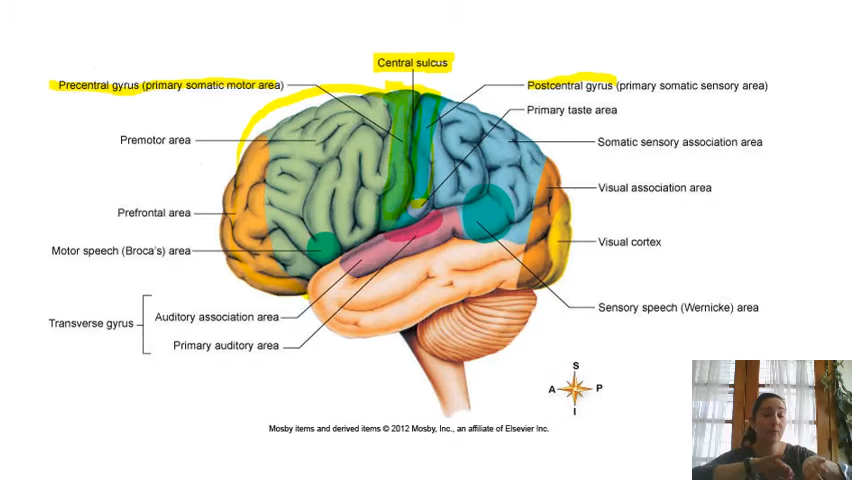 Central sulcus
Precentral gyrus (primary somatic motor area)
Postcentral gyrus (primary somatic sensory area)
Primary taste area
Premotor area
Somatic sensory association area
Visual association area
Prefrontal area
Visual cortex
Motor speech (Broca's) area
Sensory speech (Wernicke) area
Transverse gyrus
Auditory association area
Primary auditory area
S
A
P
I
Mosby items and derived items © 2012 Mosby, Inc., an affiliate of Elsevier Inc.